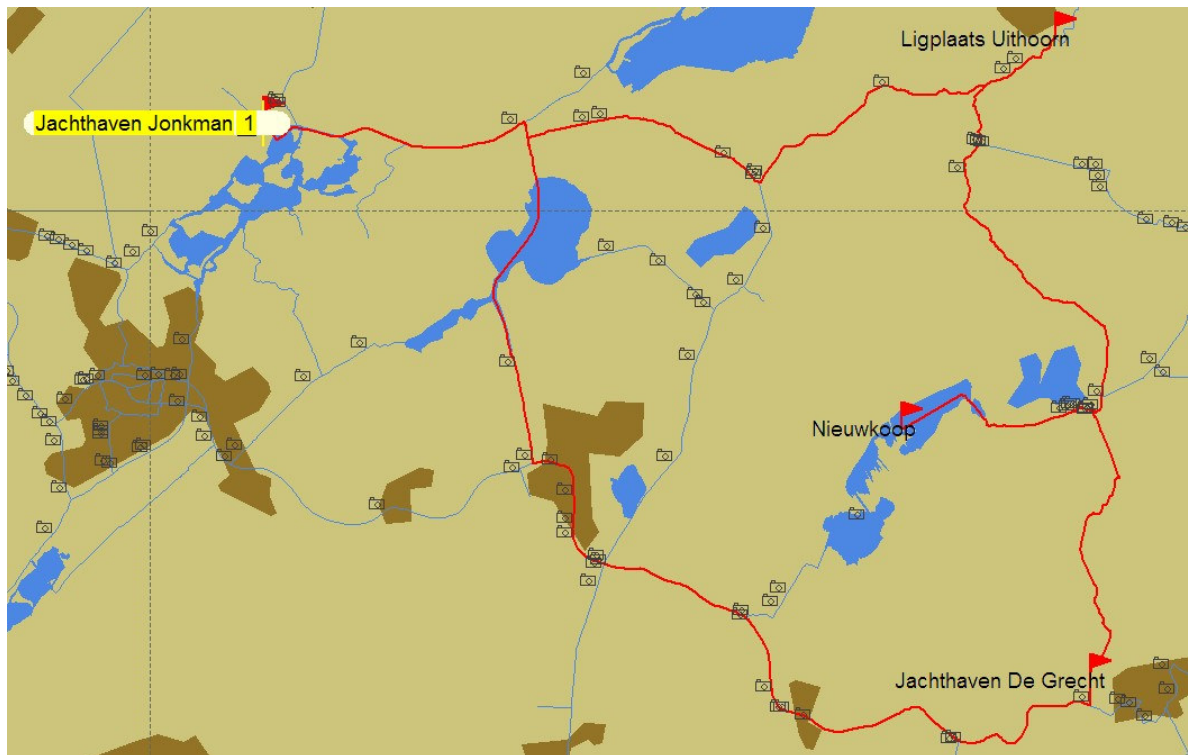 Ligplaats Uithoorn
Jachthaven Jonkman 1
Nieuwkoop
Jachthaven De Grecht